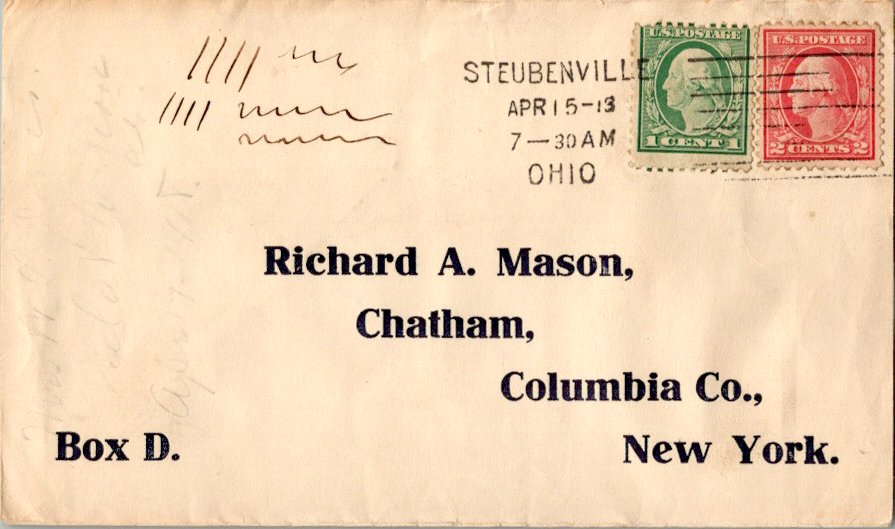 U.S. POSTAGE
1 CENT 1
U.S. POSTAGE
2 CENTS 2
STEUBENVILLE
APR 15-13
7-30 AM
OHIO
Richard A. Mason,
Chatham,
Columbia Co.,
Box D.
New York.